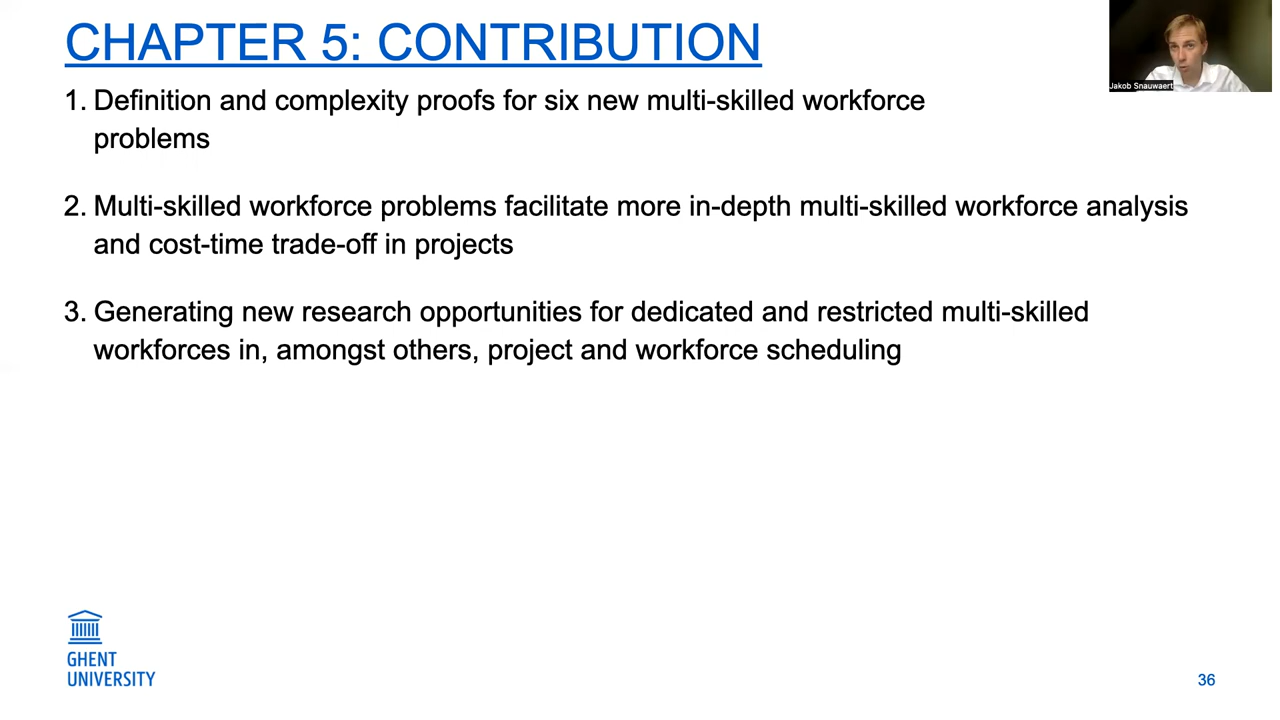 CHAPTER 5: CONTRIBUTION
Jakob Snauwaert
1. Definition and complexity proofs for six new multi-skilled workforce
problems
2. Multi-skilled workforce problems facilitate more in-depth multi-skilled workforce analysis
and cost-time trade-off in projects
3. Generating new research opportunities for dedicated and restricted multi-skilled
workforces in, amongst others, project and workforce scheduling
GHENT
UNIVERSITY
36